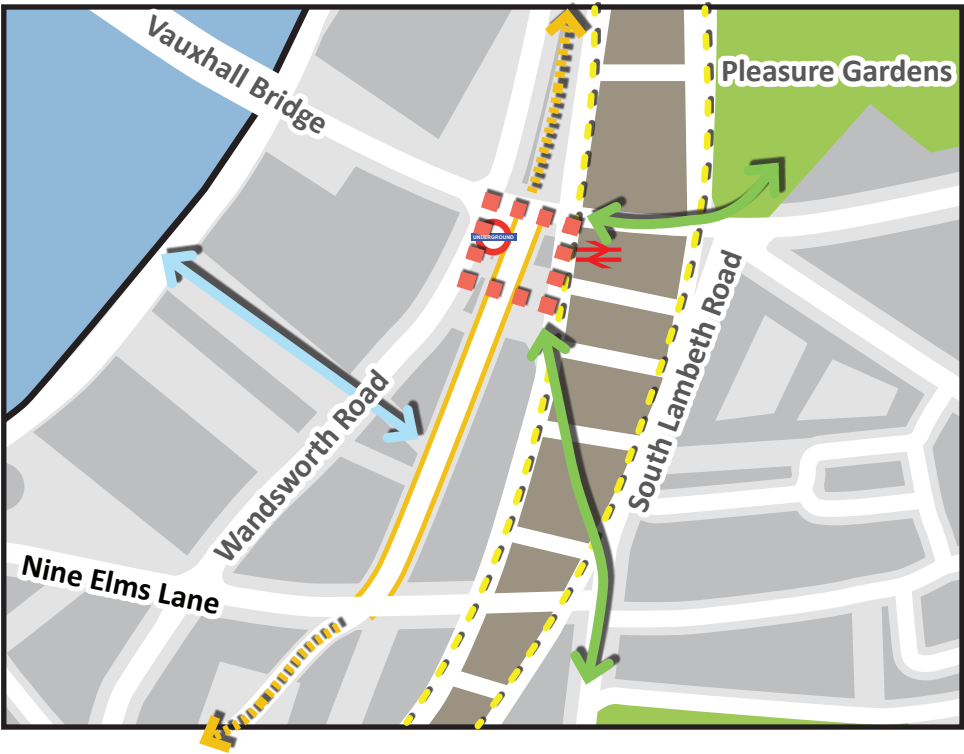 Vauxhall Bridge
Pleasure Gardens
UNDERGROUND
South Lambeth Road
Wandsworth Road
Nine Elms Lane